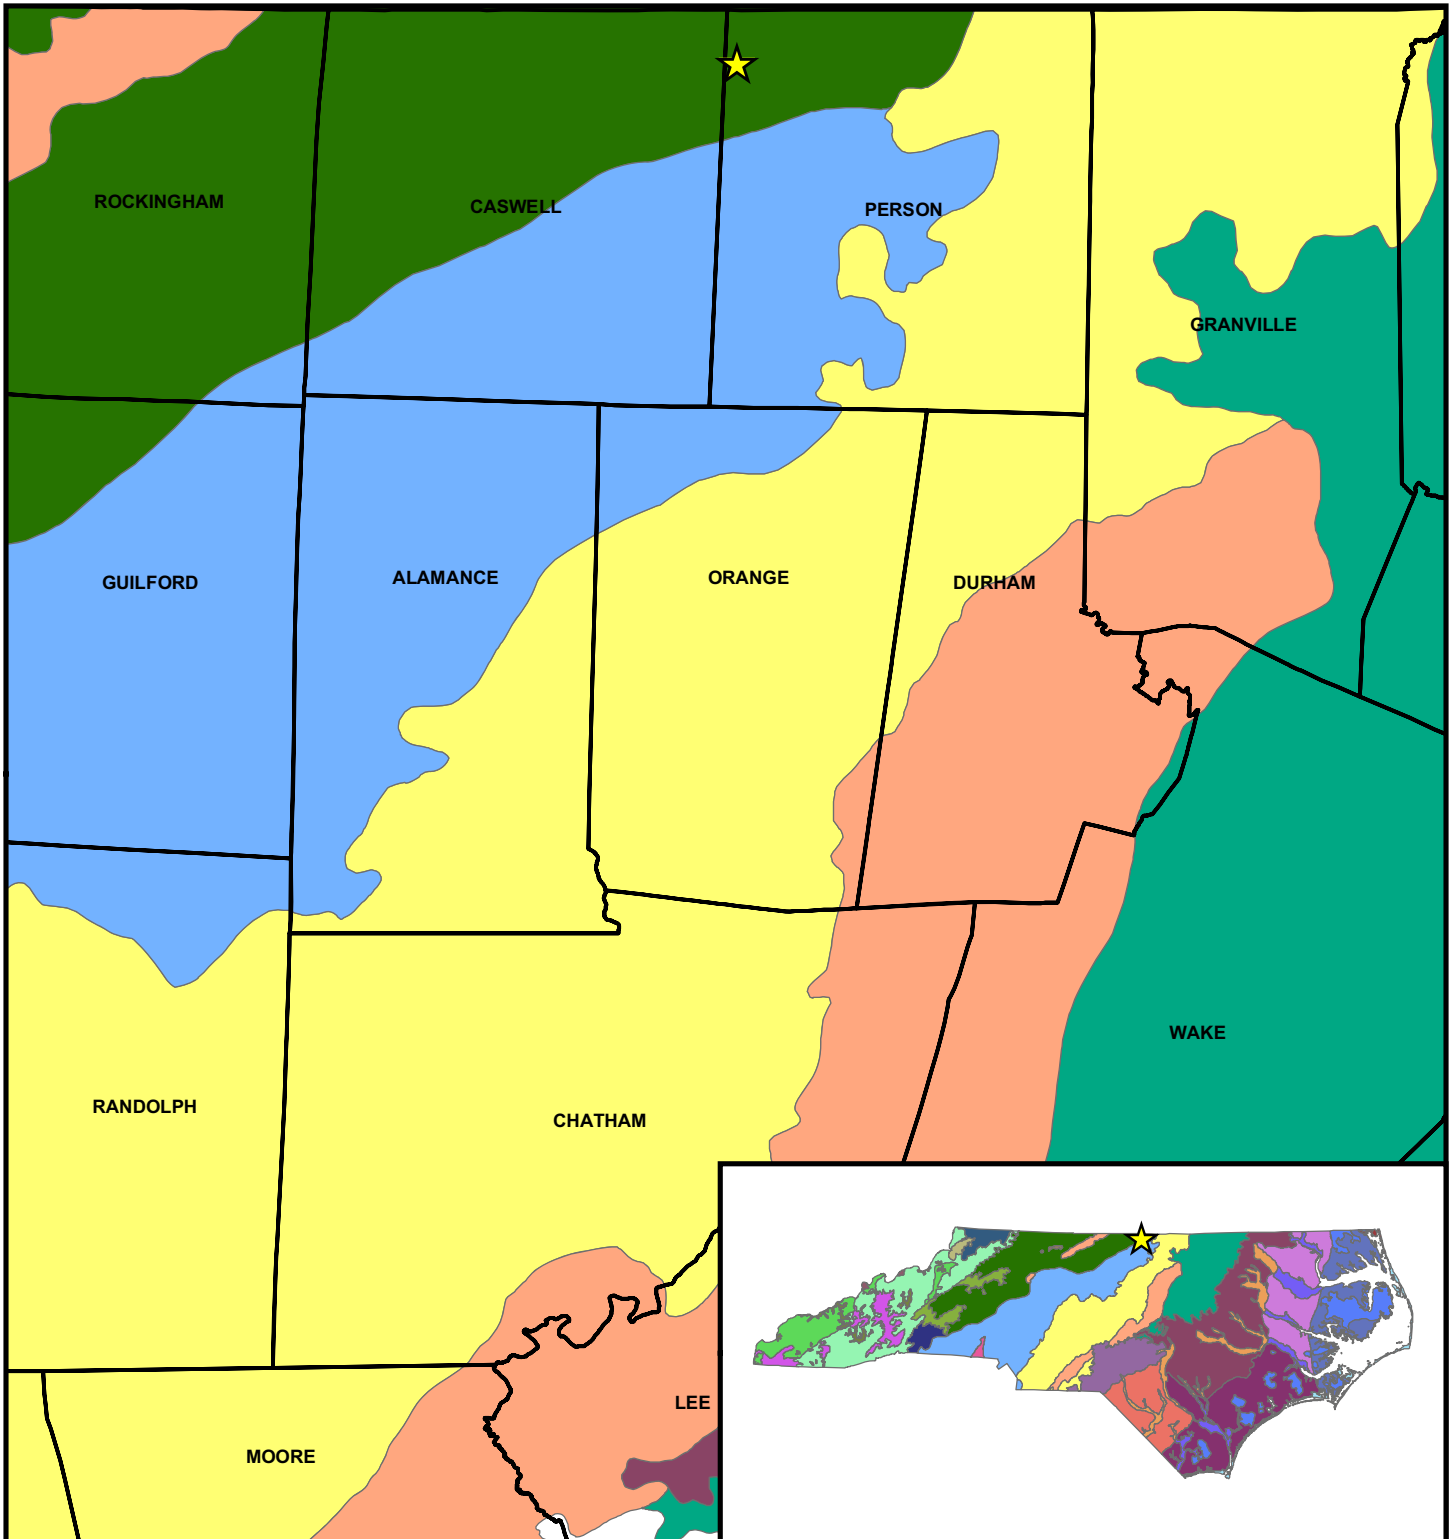 ROCKINGHAM
CASWELL
PERSON
GRANVILLE
GUILFORD
ALAMANCE
ORANGE
DURHAM
WAKE
RANDOLPH
CHATHAM
LEE
MOORE